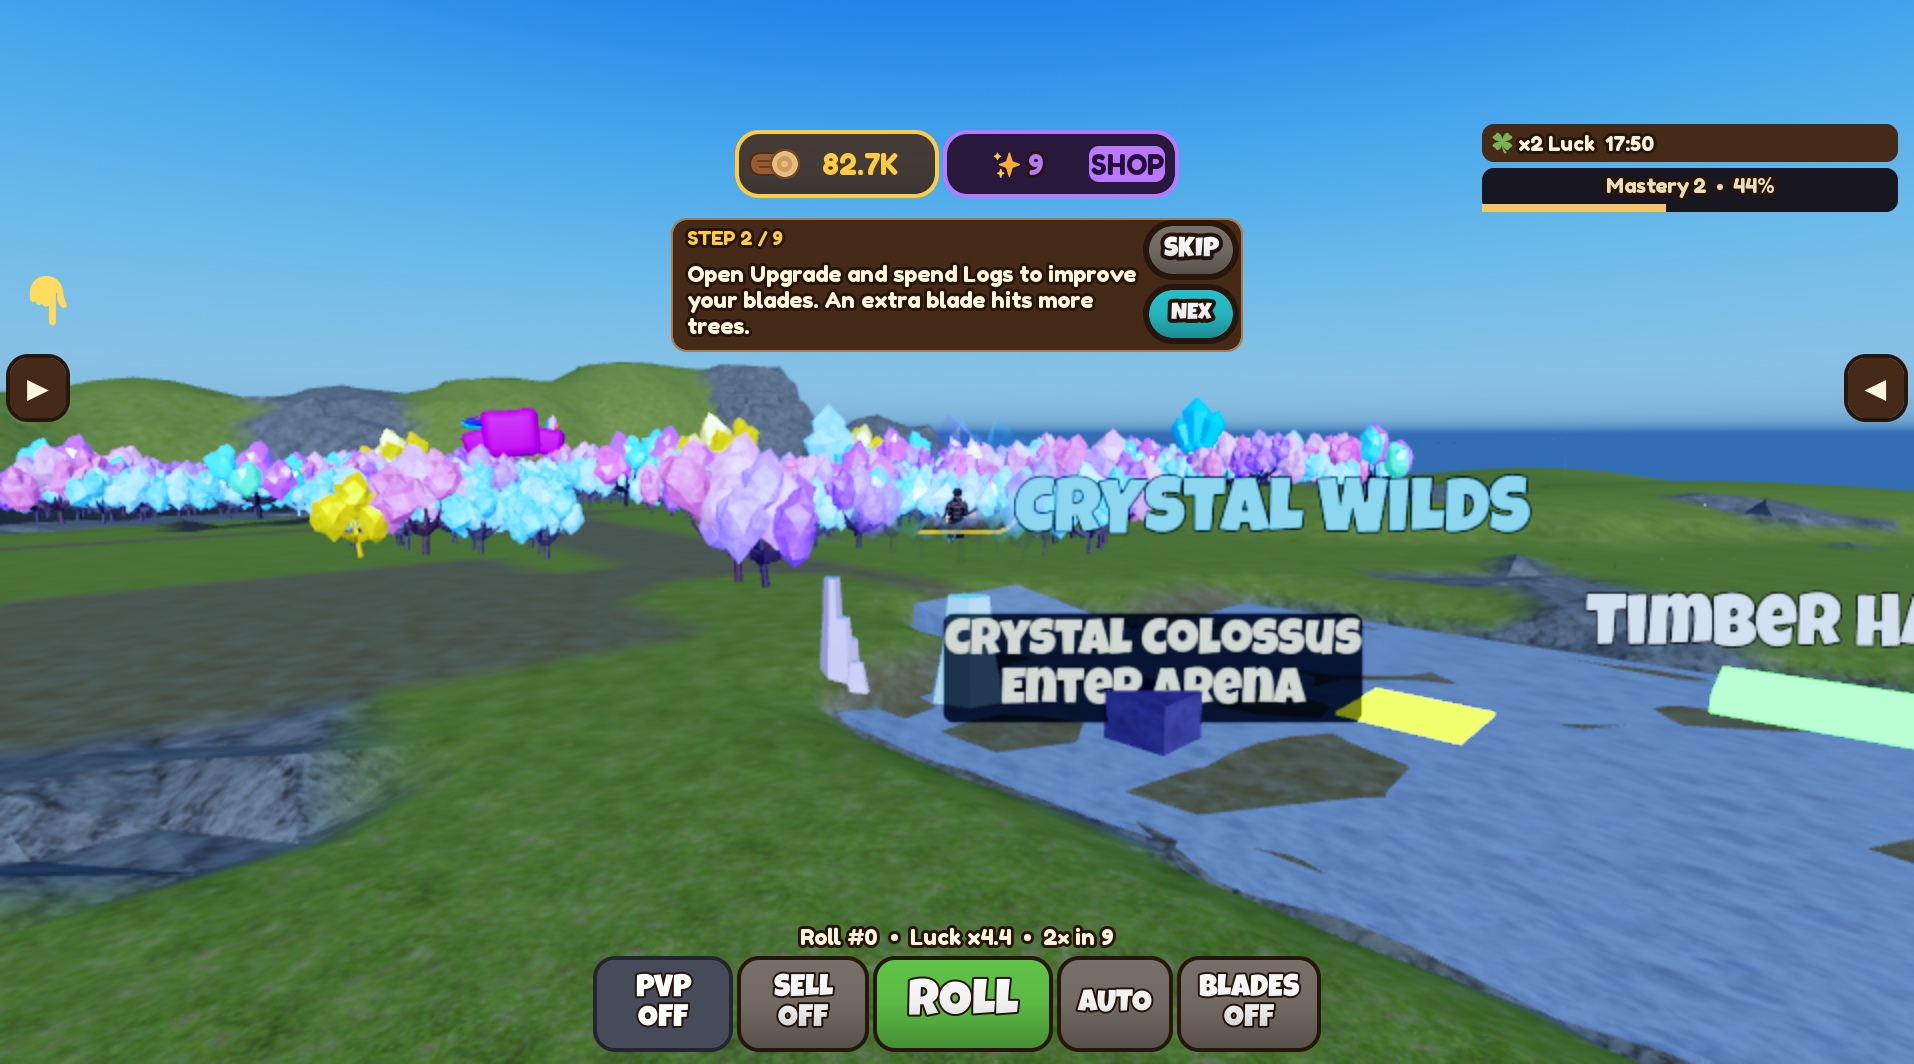 82.7K
9 SHOP
x2 Luck 17:50
Mastery 2 • 44%
STEP 2 / 9
SKIP
Open Upgrade and spend Logs to improve
your blades. An extra blade hits more
trees.
NEX
CRYSTAL WILDS
TIMBER HA
CRYSTAL COLOSSUS
ENTER ARENA
Roll #0 • Luck x4.4 • 2x in 9
PVP
OFF
SELL
OFF
ROLL
AUTO
BLADES
OFF